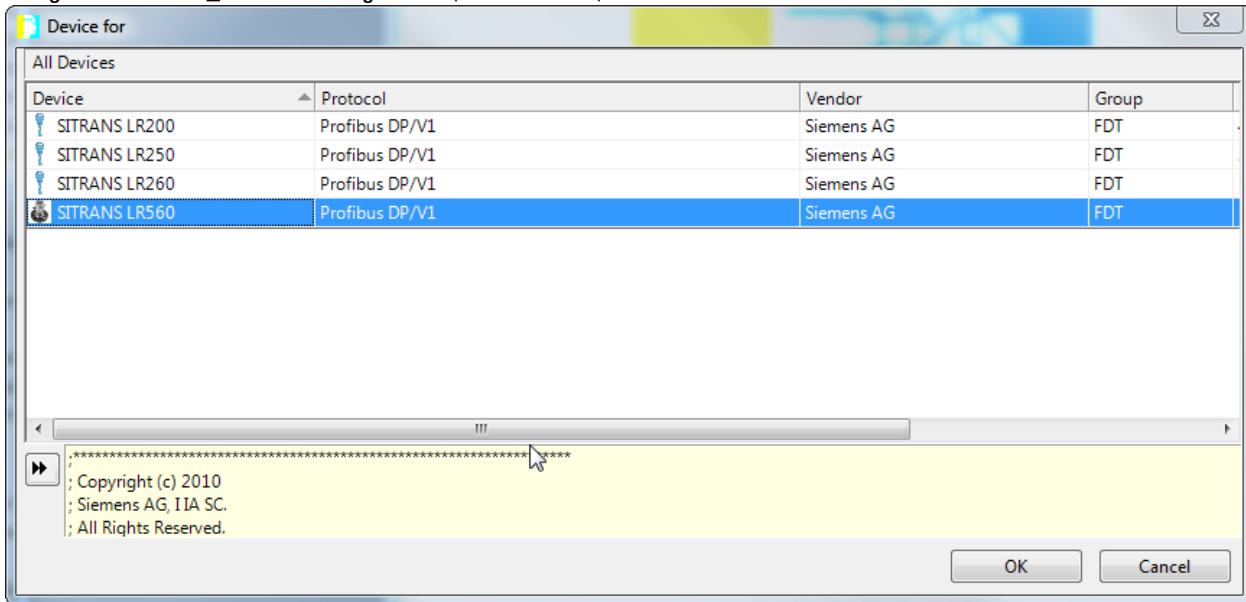 Device for
All Devices
Device Protocol Vendor Group
SITRANS LR200 Profibus DP/V1 Siemens AG FDT
SITRANS LR250 Profibus DP/V1 Siemens AG FDT
SITRANS LR260 Profibus DP/V1 Siemens AG FDT
SITRANS LR560 Profibus DP/V1 Siemens AG FDT
;*********************************************************************
; Copyright (c) 2010
; Siemens AG, I IA SC.
; All Rights Reserved.
OK Cancel